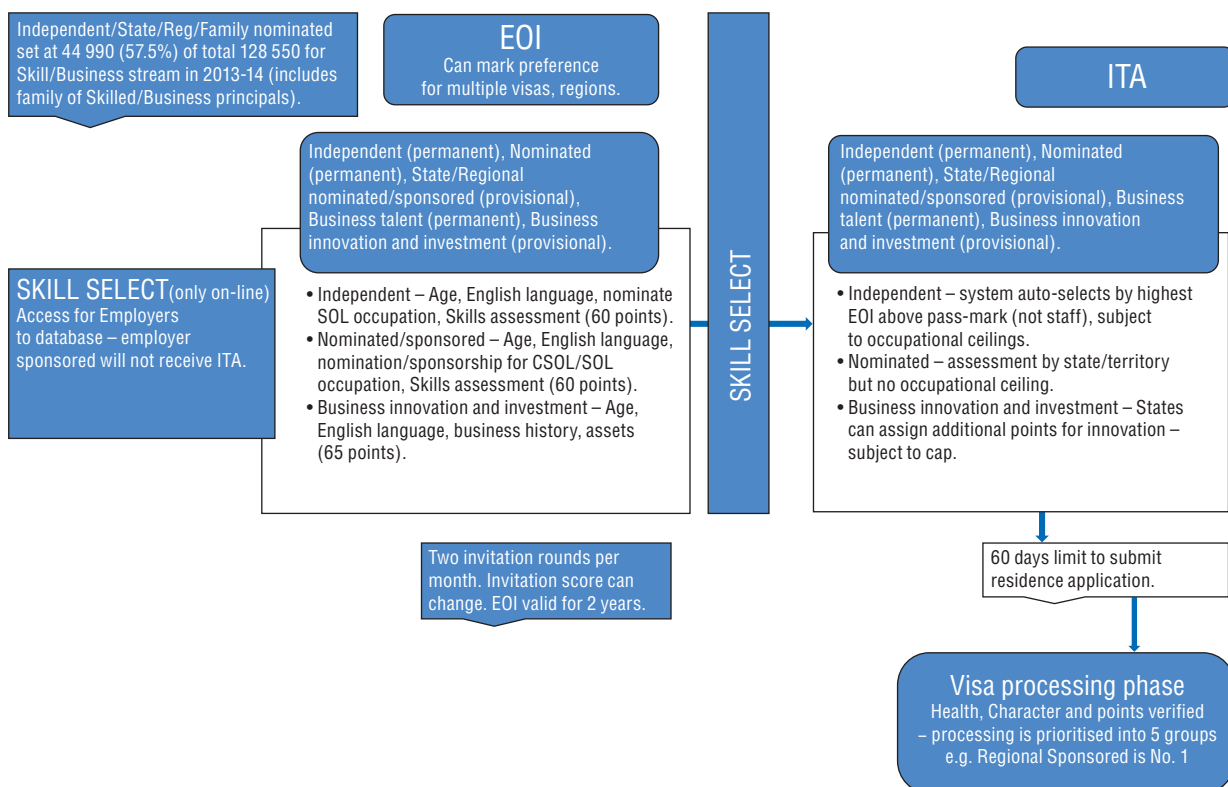 Independent/State/Reg/Family nominated
set at 44 990 (57.5%) of total 128 550 for
Skill/Business stream in 2013-14 (includes
family of Skilled/Business principals).
EOI
Can mark preference
for multiple visas, regions.
ITA
Independent (permanent), Nominated
(permanent), State/Regional
nominated/sponsored (provisional),
Business talent (permanent), Business
innovation and investment (provisional).
SKILL SELECT(only on-line)
Access for Employers
to database – employer
sponsored will not receive ITA.
• Independent – Age, English language, nominate
SOL occupation, Skills assessment (60 points).
• Nominated/sponsored – Age, English language,
nomination/sponsorship for CSOL/SOL
occupation, Skills assessment (60 points).
• Business innovation and investment – Age,
English language, business history, assets
(65 points).
SKILL SELECT
Independent (permanent), Nominated
(permanent), State/Regional
nominated/sponsored (provisional), Business
talent (permanent), Business innovation
and investment (provisional).
• Independent – system auto-selects by highest
EOI above pass-mark (not staff), subject
to occupational ceilings.
• Nominated – assessment by state/territory
but no occupational ceiling.
• Business innovation and investment – States
can assign additional points for innovation –
subject to cap.
Two invitation rounds per
month. Invitation score can
change. EOI valid for 2 years.
60 days limit to submit
residence application.
Visa processing phase
Health, Character and points verified
– processing is prioritised into 5 groups
e.g. Regional Sponsored is No. 1